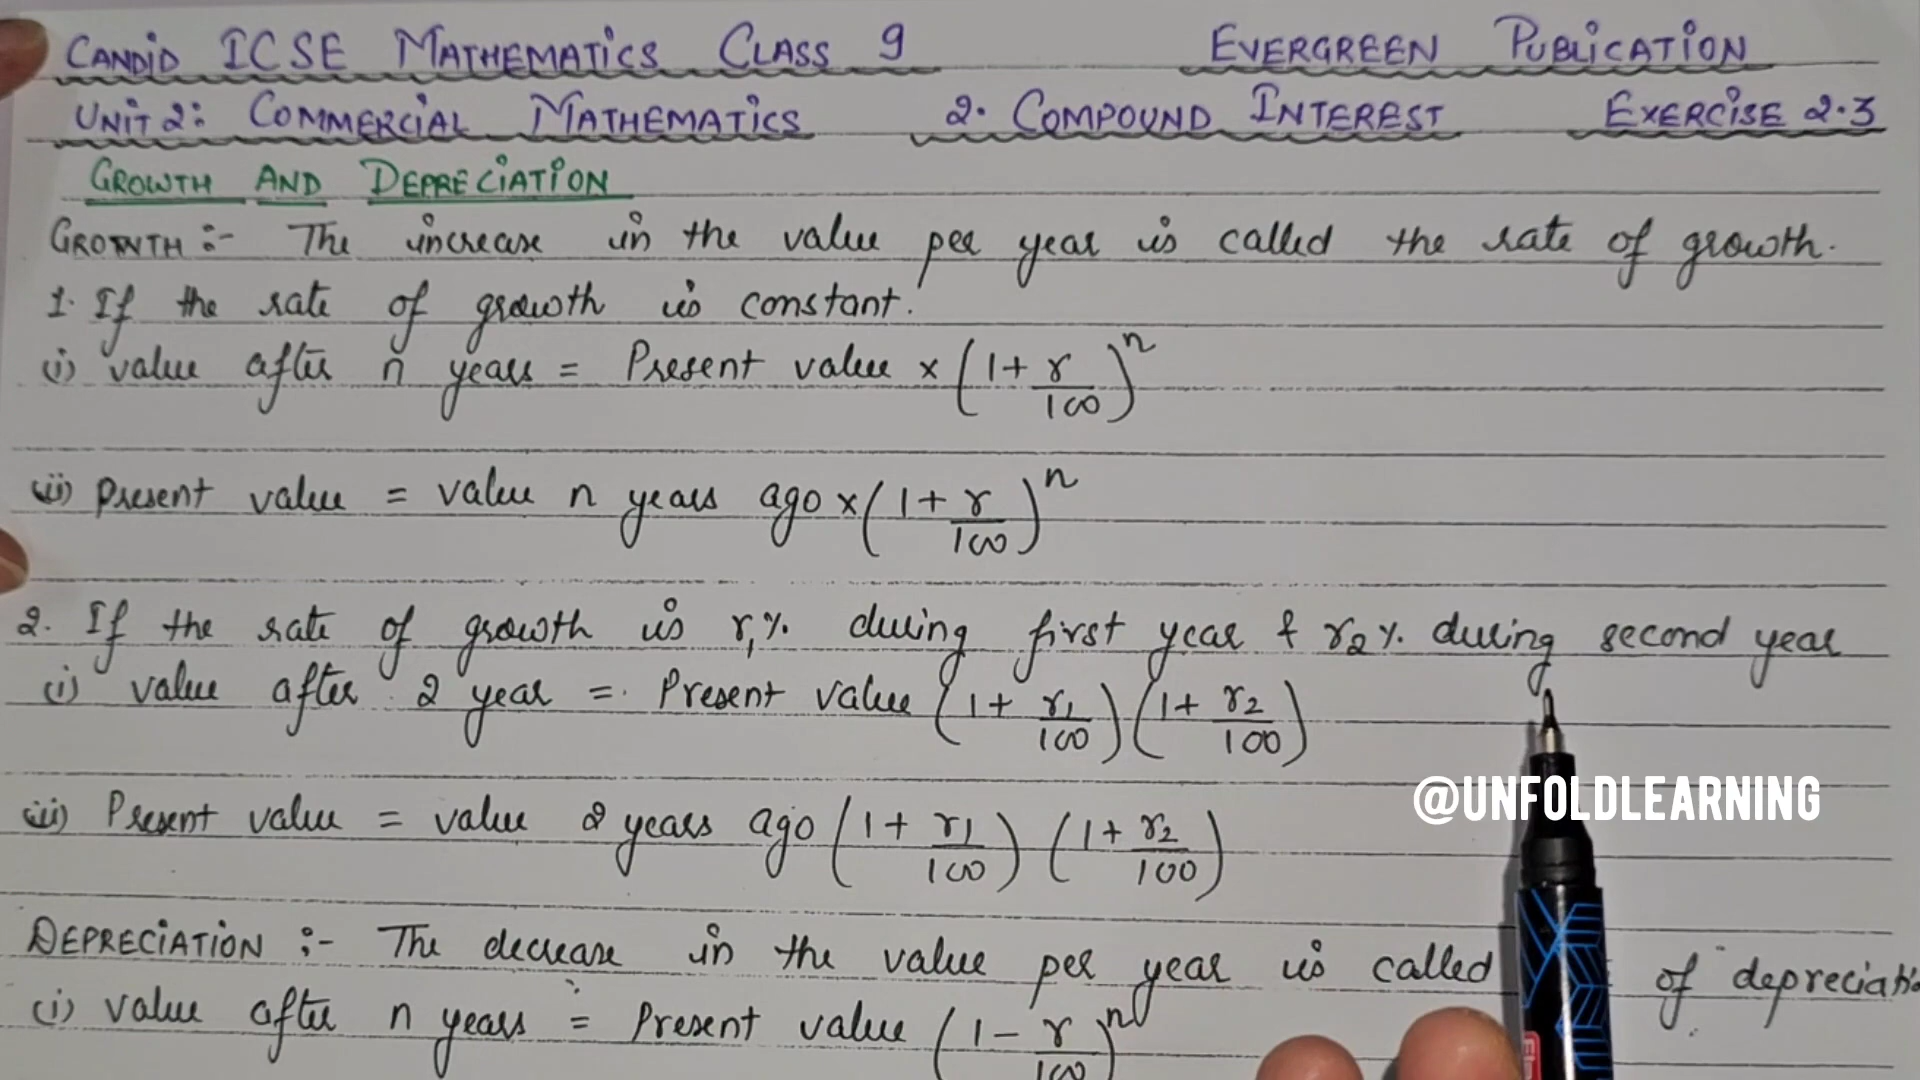 CANDID ICSE MATHEMATICS CLASS 9 EVERGREEN PUBLICATION
UNIT 2: COMMERCIAL MATHEMATICS 2. COMPOUND INTEREST EXERCISE 2.3
GROWTH AND DEPRECIATION
GROWTH :- The increase in the value per year is called the rate of growth.
1. If the rate of growth is constant.
(i) value after n years = Present value × (1 + r/100)^n
(ii) Present value = value n years ago × (1 + r/100)^n
2. If the rate of growth is r₁% during first year & r₂% during second year
(i) value after 2 year = Present value (1 + r₁/100) (1 + r₂/100)
@UNFOLDLEARNING
(ii) Present value = value 2 years ago (1 + r₁/100) (1 + r₂/100)
DEPRECIATION :- The decrease in the value per year is called of depreciatio
(i) value after n years = Present value (1 - r/100)^n